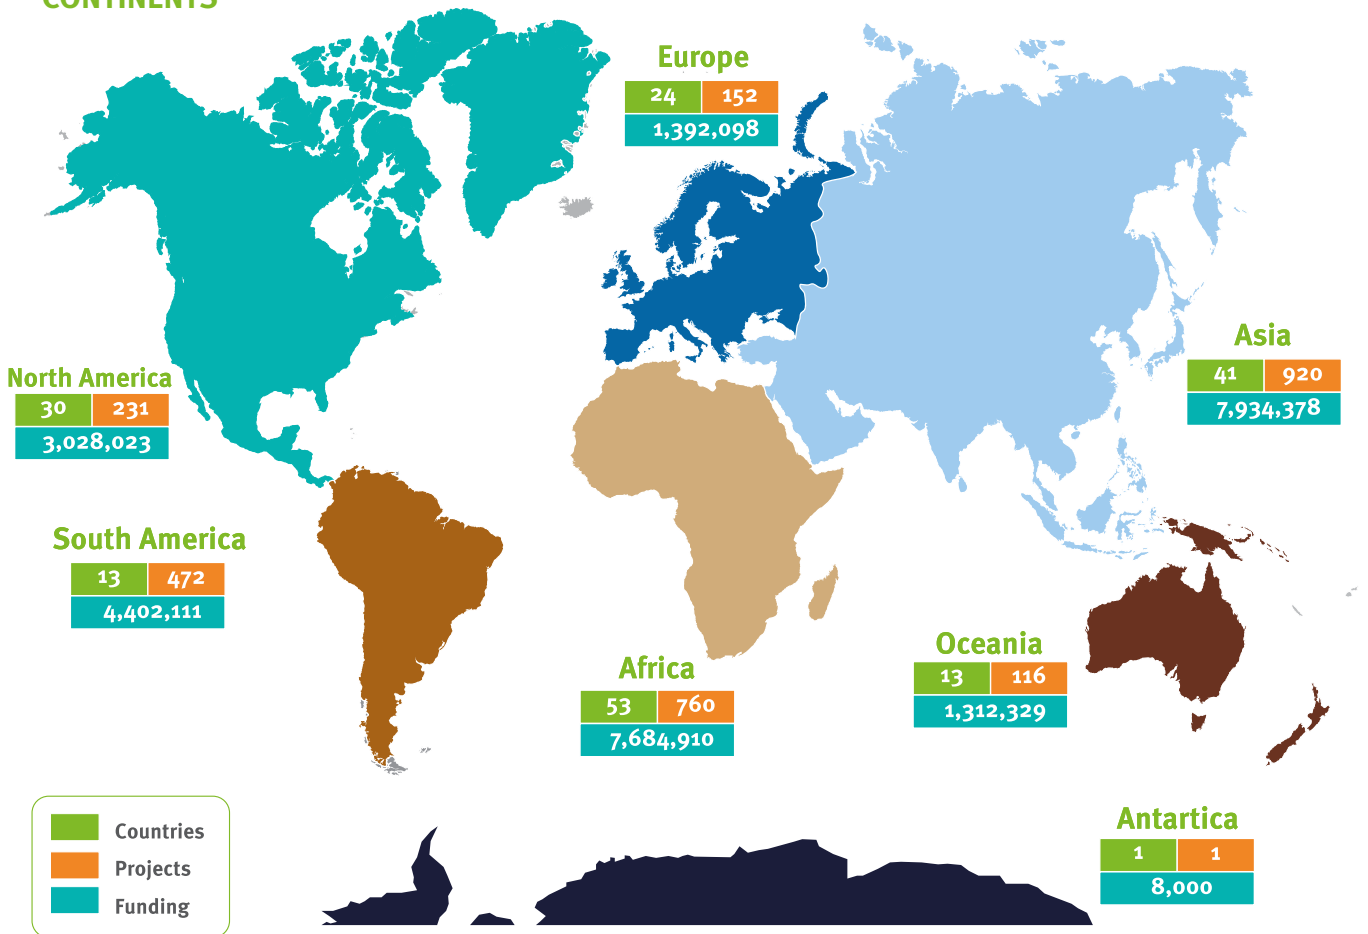 CONTINENTS
Europe
24 152
1,392,098
Asia
41 920
7,934,378
North America
30 231
3,028,023
South America
13 472
4,402,111
Africa
53 760
7,684,910
Oceania
13 116
1,312,329
Antartica
1 1
8,000
Countries
Projects
Funding